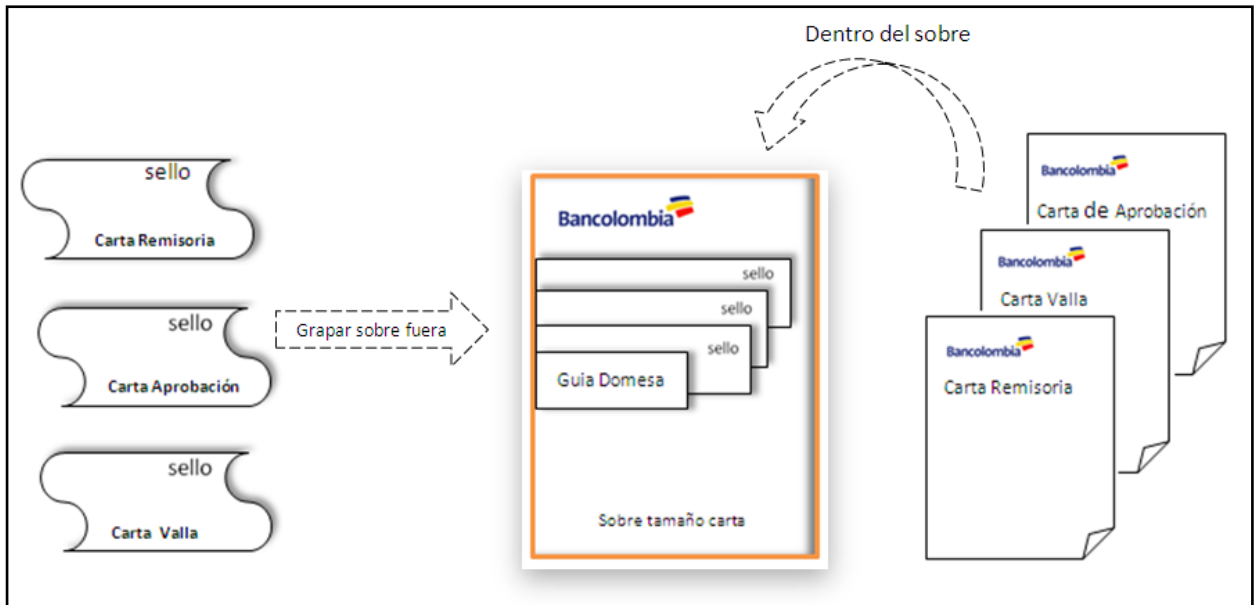 Dentro del sobre
sello
Carta Remisoria
sello
Carta Aprobación
sello
Carta Valla
Grapar sobre fuera
Bancolombia
sello
sello
sello
Guia Domesa
Sobre tamaño carta
Bancolombia
Carta de Aprobación
Bancolombia
Carta Valla
Bancolombia
Carta Remisoria